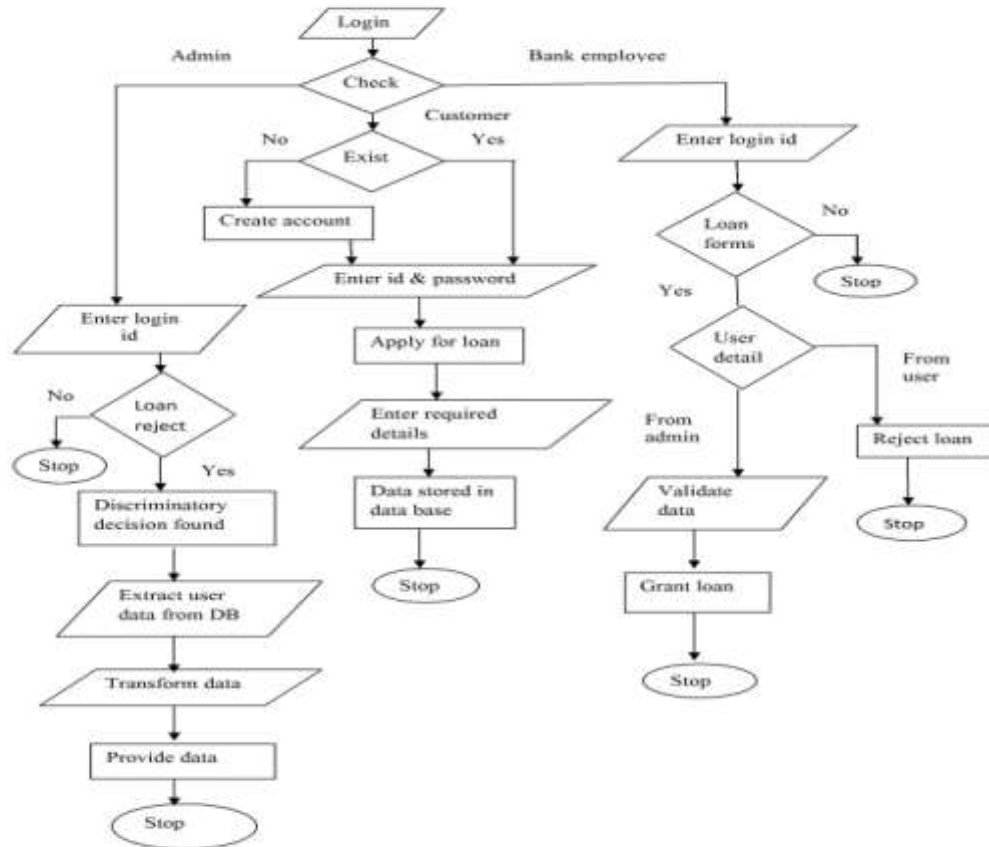 Login
Admin
Bank employee
Check
Customer
No
Yes
Exist
Enter login id
Create account
Loan
forms
No
Enter id & password
Stop
Yes
Enter login
id
Apply for loan
User
detail
From
user
No
Loan
reject
Enter required
details
From
admin
Reject loan
Stop
Yes
Discriminatory
decision found
Data stored in
data base
Validate
data
Stop
Stop
Grant loan
Extract user
data from DB
Transform data
Stop
Provide data
Stop